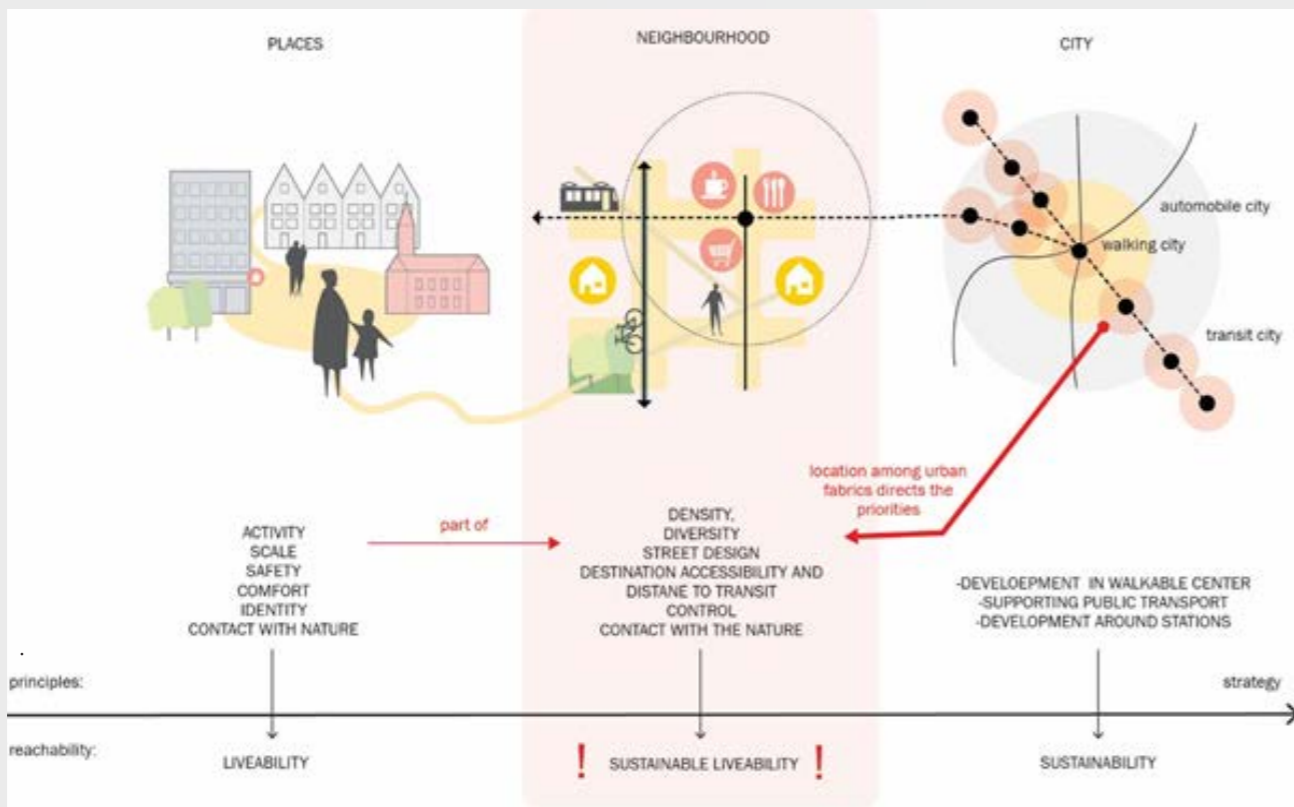 PLACES
NEIGHBOURHOOD
CITY
automobile city
walking city
transit city
location among urban
fabrics directs the
priorities
part of
ACTIVITY
SCALE
SAFETY
COMFORT
IDENTITY
CONTACT WITH NATURE
DENSITY,
DIVERSITY
STREET DESIGN
DESTINATION ACCESSIBILITY AND
DISTANE TO TRANSIT
CONTROL
CONTACT WITH THE NATURE
-DEVELOEPMENT IN WALKABLE CENTER
-SUPPORTING PUBLIC TRANSPORT
-DEVELOPMENT AROUND STATIONS
principles:
strategy
reachability:
LIVEABILITY
! SUSTAINABLE LIVEABILITY !
SUSTAINABILITY